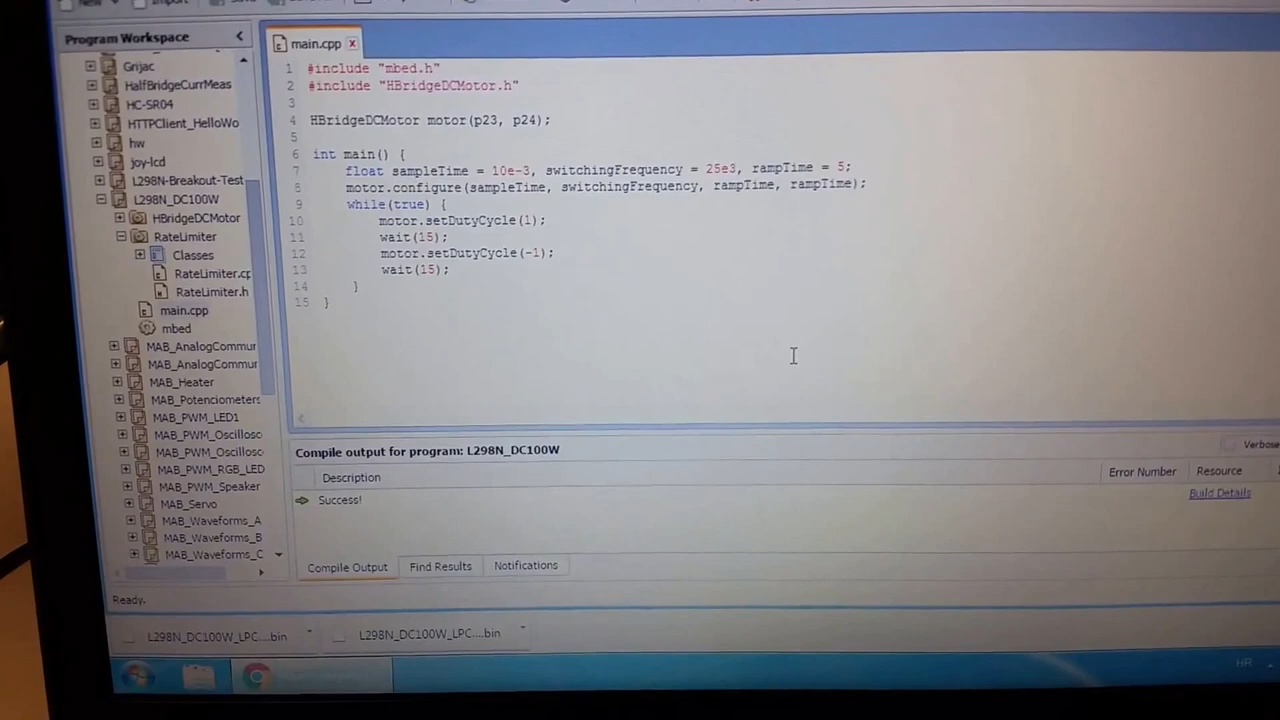 New
Import
Save
Program Workspace
Grijac
HalfBridgeCurrMeas
HC-SR04
HTTPClient_HelloWo
hw
joy-lcd
L298N-Breakout-Test
L298N_DC100W
HBridgeDCMotor
RateLimiter
Classes
RateLimiter.cp
RateLimiter.h
main.cpp
mbed
MAB_AnalogCommur
MAB_AnalogCommur
MAB_Heater
MAB_Potenciometers
MAB_PWM_LED1
MAB_PWM_Oscillosc
MAB_PWM_Oscillosc
MAB_PWM_RGB_LED
MAB_PWM_Speaker
MAB_Servo
MAB_Waveforms_A
MAB_Waveforms_B
MAB_Waveforms_C
main.cpp x
1 #include "mbed.h"
2 #include "HBridgeDCMotor.h"
3
4 HBridgeDCMotor motor(p23, p24);
5
6 int main() {
7 float sampleTime = 10e-3, switchingFrequency = 25e3, rampTime = 5;
8 motor.configure(sampleTime, switchingFrequency, rampTime, rampTime);
9 while(true) {
10 motor.setDutyCycle(1);
11 wait(15);
12 motor.setDutyCycle(-1);
13 wait(15);
14 }
15 }
Compile output for program: L298N_DC100W
Verbose
Description Error Number Resource
Success! Build Details
Compile Output Find Results Notifications
Ready.
L298N_DC100W_LPC....bin L298N_DC100W_LPC....bin
HR